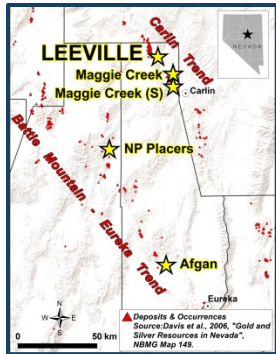 NEVADA
Carlin Trend
LEEVILLE
Maggie Creek
Maggie Creek (S)
Carlin
Battle Mountain - Eureka Trend
NP Placers
Afgan
Eureka
N
W E
S
0 50 km
Deposits & Occurrences
Source:Davis et al., 2006, "Gold and
Silver Resources in Nevada",
NBMG Map 149.